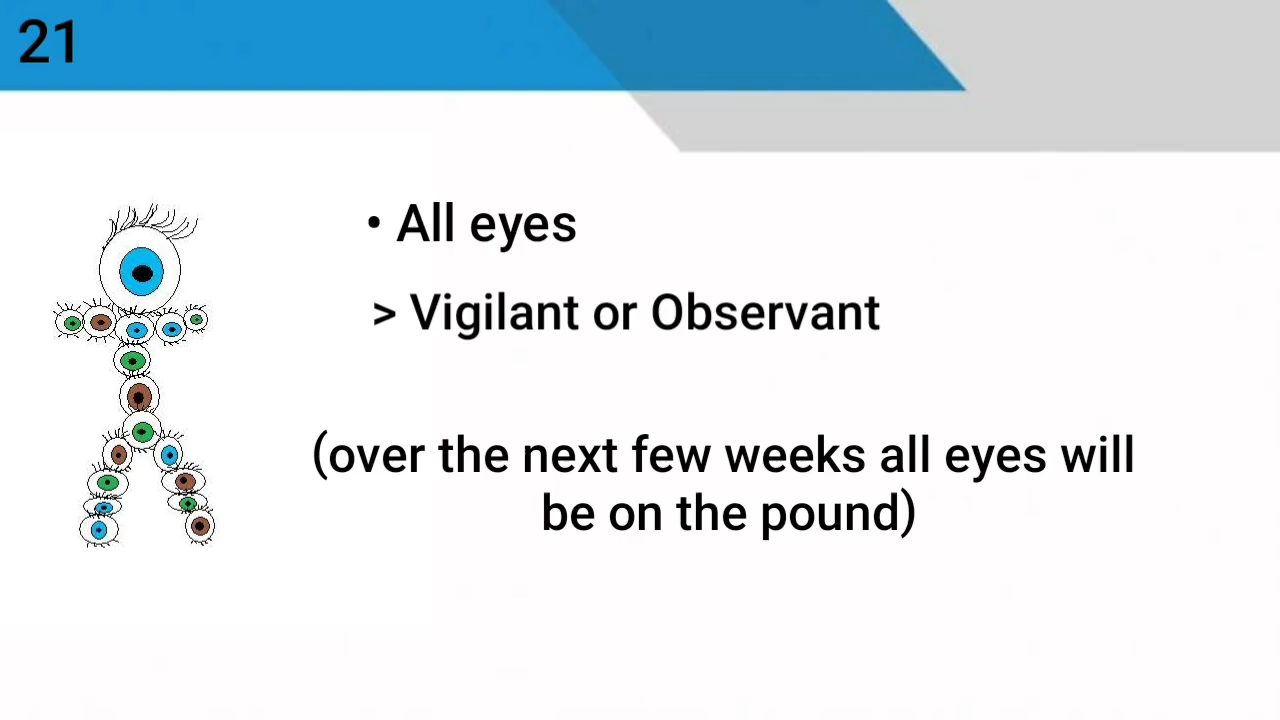 21
• All eyes
> Vigilant or Observant
(over the next few weeks all eyes will
be on the pound)